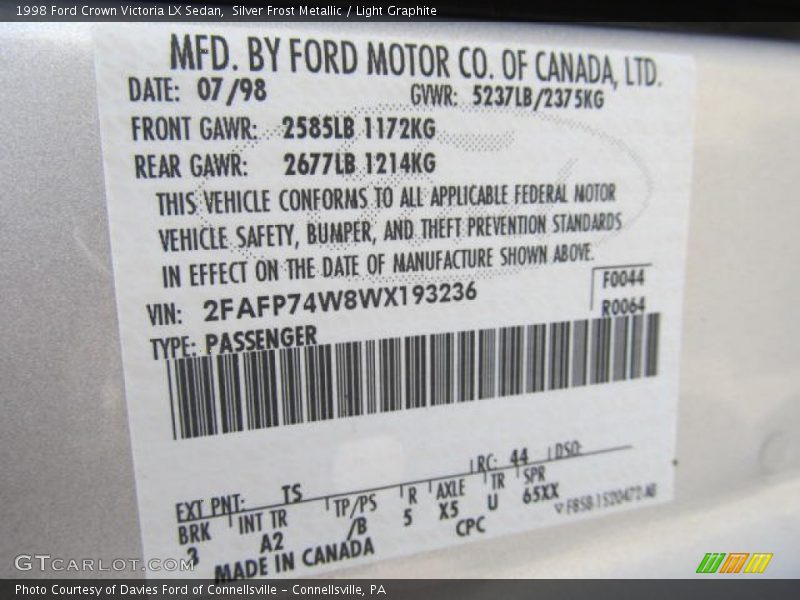 1998 Ford Crown Victoria LX Sedan, Silver Frost Metallic / Light Graphite
MFD. BY FORD MOTOR CO. OF CANADA, LTD.
DATE: 07/98 GVWR: 5237LB/2375KG
FRONT GAWR: 2585LB 1172KG
REAR GAWR: 2677LB 1214KG
THIS VEHICLE CONFORMS TO ALL APPLICABLE FEDERAL MOTOR
VEHICLE SAFETY, BUMPER, AND THEFT PREVENTION STANDARDS
IN EFFECT ON THE DATE OF MANUFACTURE SHOWN ABOVE.
VIN: 2FAFP74W8WX193236 F0044
TYPE: PASSENGER R0064
RC: 44 DSO:
EXT PNT: TS
BRK INT TR TP/PS R AXLE TR SPR
3 A2 /B 5 X5 U 65XX
MADE IN CANADA CPC
GTCARLOT.COM
Photo Courtesy of Davies Ford of Connellsville - Connellsville, PA